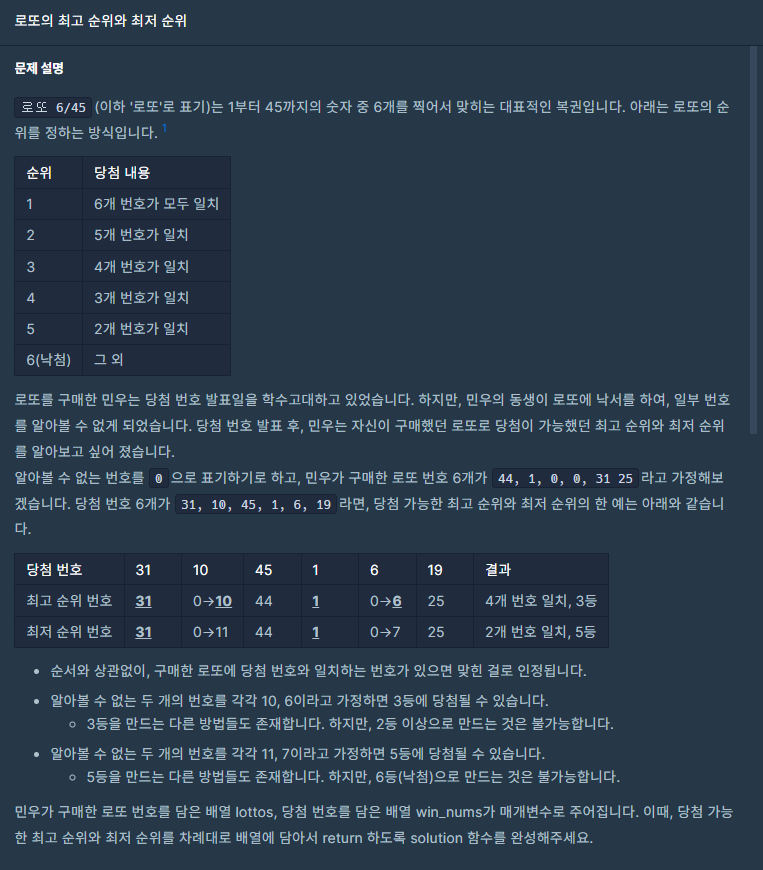 로또의 최고 순위와 최저 순위
문제 설명
로또 6/45 (이하 '로또'로 표기)는 1부터 45까지의 숫자 중 6개를 찍어서 맞히는 대표적인 복권입니다. 아래는 로또의 순
위를 정하는 방식입니다. 1
순위 당첨 내용
1 6개 번호가 모두 일치
2 5개 번호가 일치
3 4개 번호가 일치
4 3개 번호가 일치
5 2개 번호가 일치
6(낙첨) 그 외
로또를 구매한 민우는 당첨 번호 발표일을 학수고대하고 있었습니다. 하지만, 민우의 동생이 로또에 낙서를 하여, 일부 번호
를 알아볼 수 없게 되었습니다. 당첨 번호 발표 후, 민우는 자신이 구매했던 로또로 당첨이 가능했던 최고 순위와 최저 순위
를 알아보고 싶어 졌습니다.
알아볼 수 없는 번호를 0 으로 표기하기로 하고, 민우가 구매한 로또 번호 6개가 44, 1, 0, 0, 31 25 라고 가정해보
겠습니다. 당첨 번호 6개가 31, 10, 45, 1, 6, 19 라면, 당첨 가능한 최고 순위와 최저 순위의 한 예는 아래와 같습니
다.
당첨 번호 31 10 45 1 6 19 결과
최고 순위 번호 31 0→10 44 1 0→6 25 4개 번호 일치, 3등
최저 순위 번호 31 0→11 44 1 0→7 25 2개 번호 일치, 5등
• 순서와 상관없이, 구매한 로또에 당첨 번호와 일치하는 번호가 있으면 맞힌 걸로 인정됩니다.
• 알아볼 수 없는 두 개의 번호를 각각 10, 6이라고 가정하면 3등에 당첨될 수 있습니다.
◦ 3등을 만드는 다른 방법들도 존재합니다. 하지만, 2등 이상으로 만드는 것은 불가능합니다.
• 알아볼 수 없는 두 개의 번호를 각각 11, 7이라고 가정하면 5등에 당첨될 수 있습니다.
◦ 5등을 만드는 다른 방법들도 존재합니다. 하지만, 6등(낙첨)으로 만드는 것은 불가능합니다.
민우가 구매한 로또 번호를 담은 배열 lottos, 당첨 번호를 담은 배열 win_nums가 매개변수로 주어집니다. 이때, 당첨 가능
한 최고 순위와 최저 순위를 차례대로 배열에 담아서 return 하도록 solution 함수를 완성해주세요.